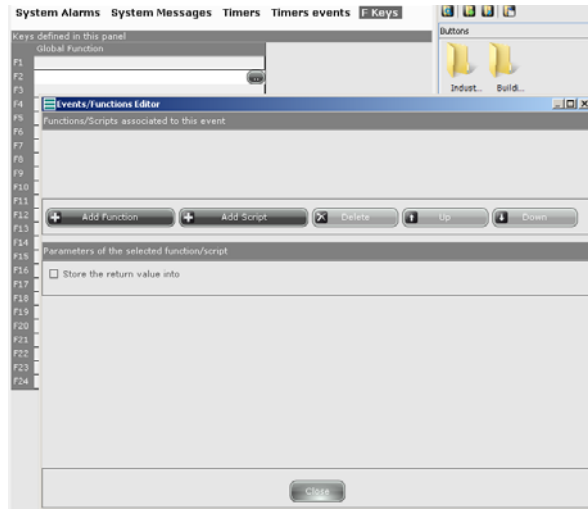 System Alarms System Messages Timers Timers events F Keys
Buttons
Keys defined in this panel
Global Function
F1
F2
...
Indust... Buildi...
F3
F4
Events/Functions Editor
F5
Functions/Scripts associated to this event
F6
F7
F8
F9
F10
F11
F12
Add Function Add Script Delete Up Down
F13
F14
Parameters of the selected function/script
F15
F16
Store the return value into
F17
F18
F19
F20
F21
F22
F23
F24
Close